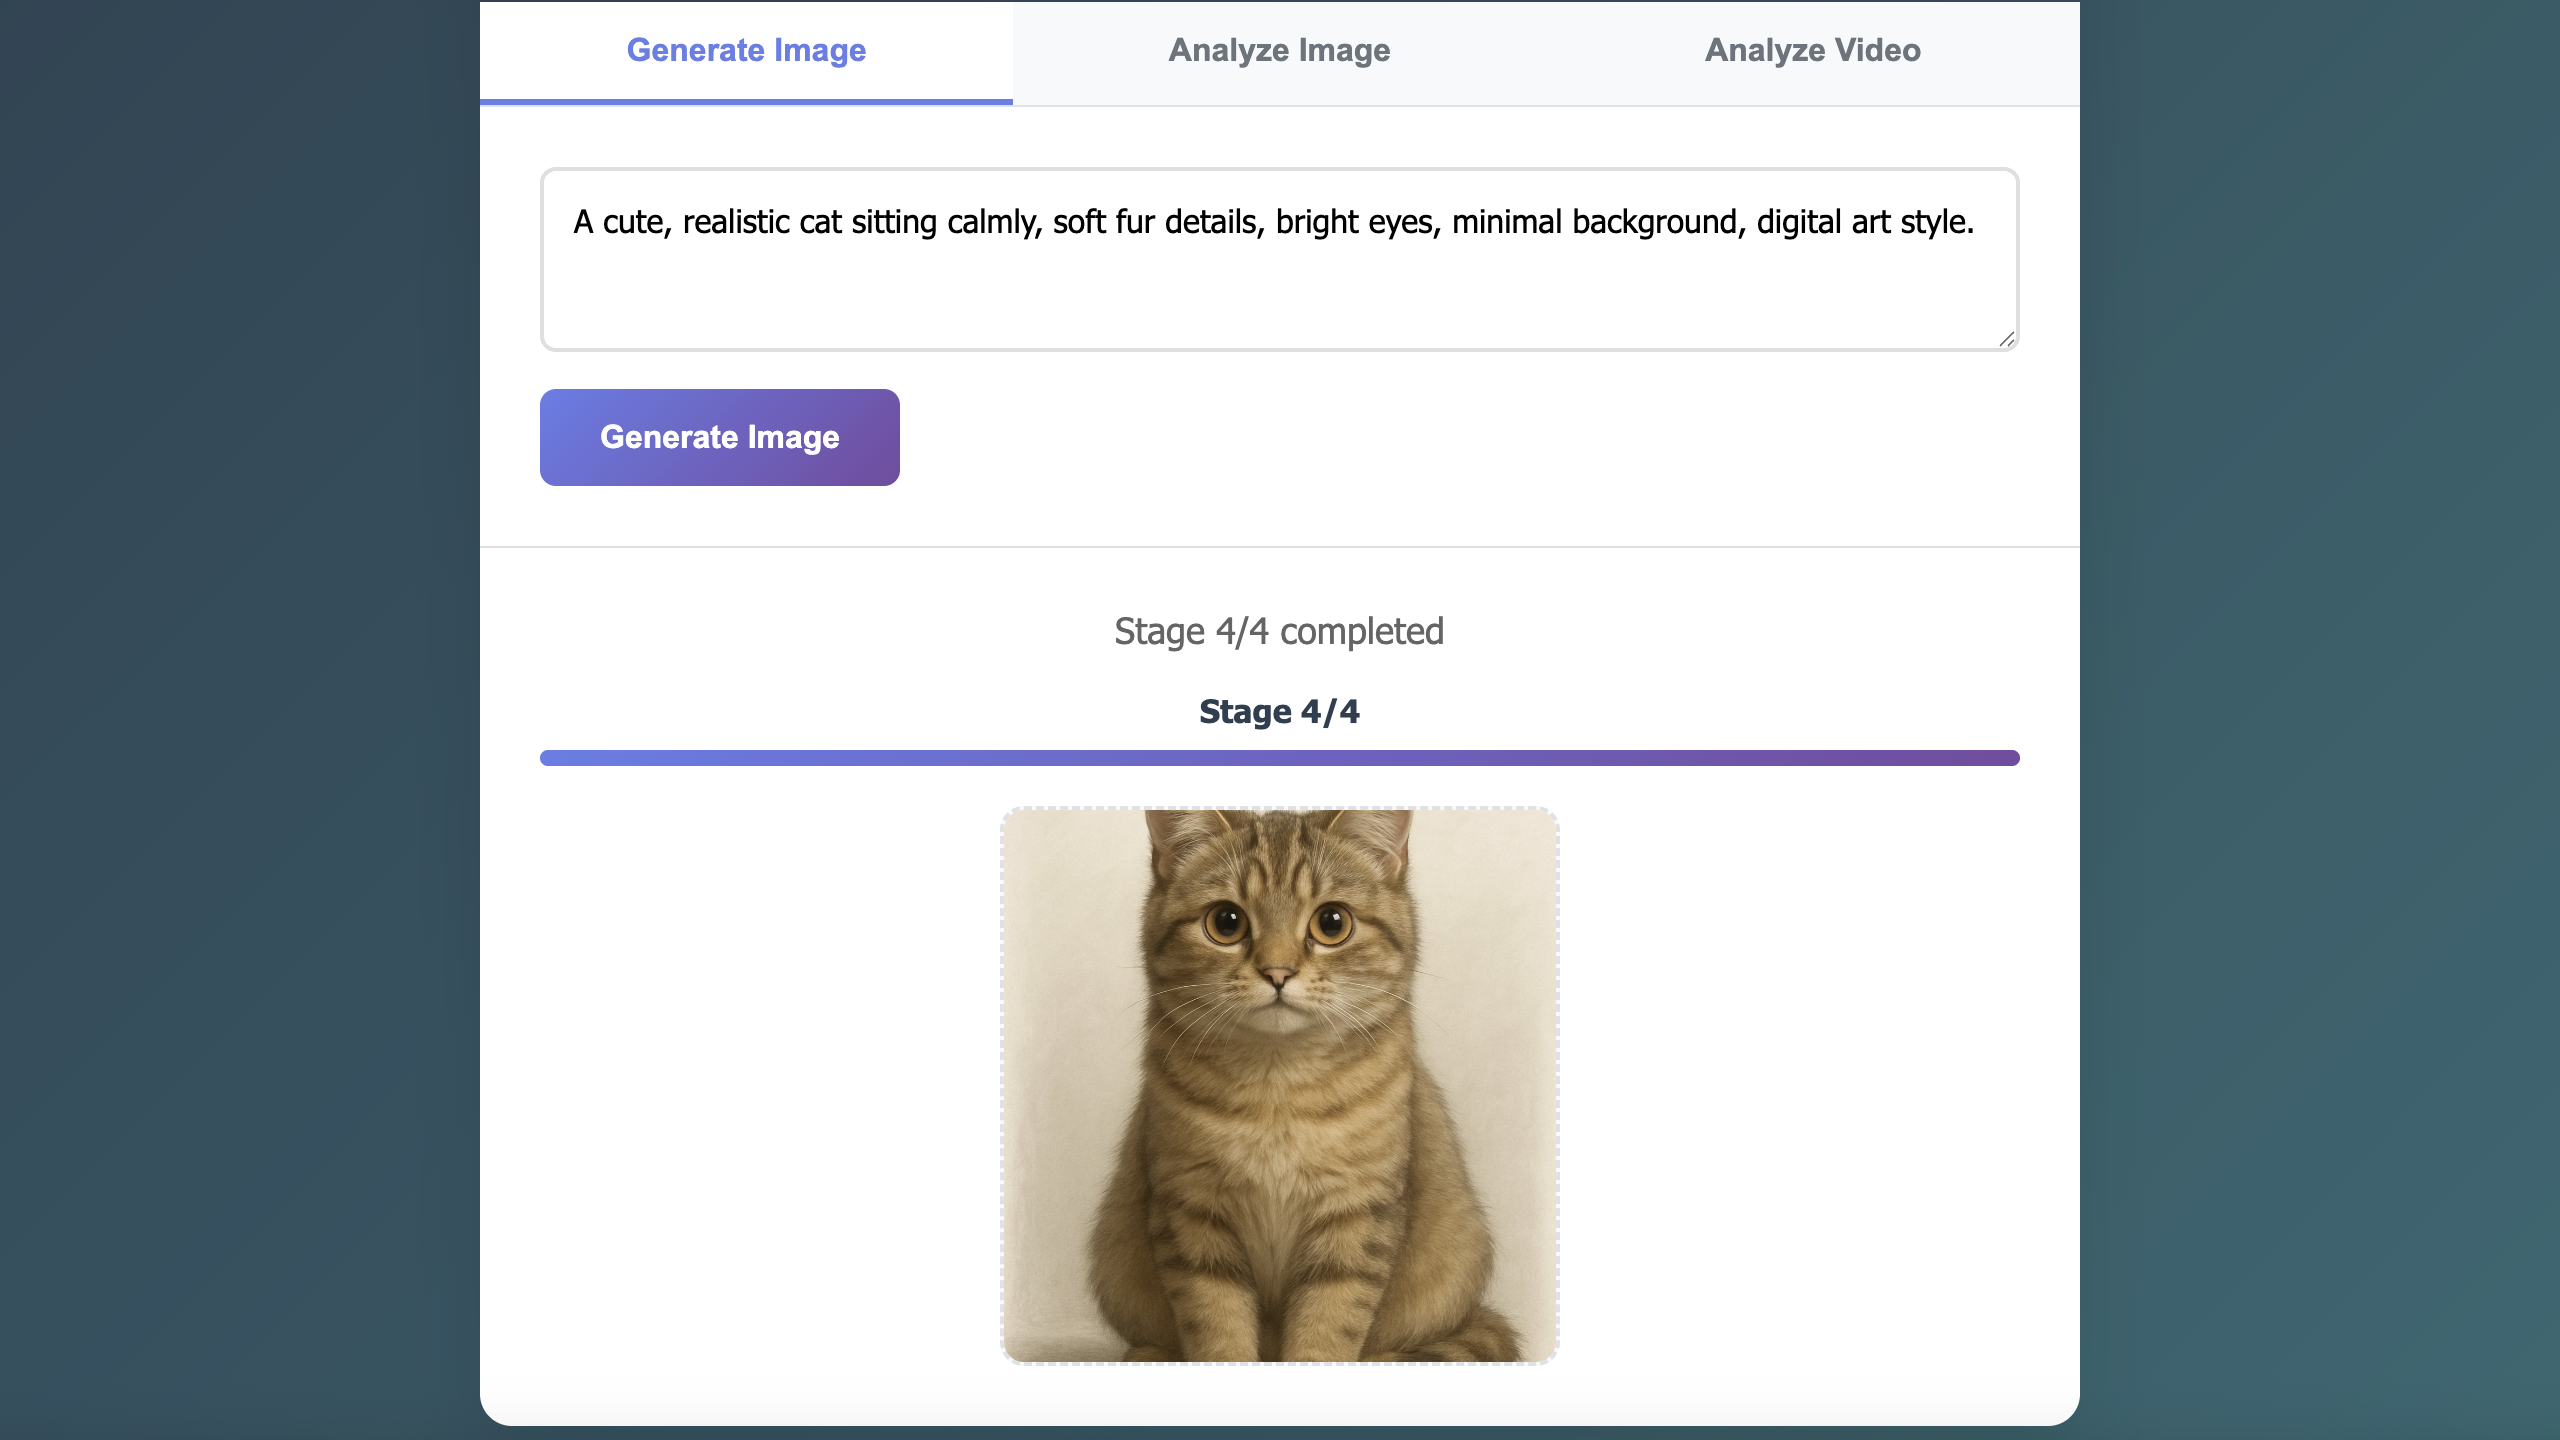 Generate Image
Analyze Image
Analyze Video
A cute, realistic cat sitting calmly, soft fur details, bright eyes, minimal background, digital art style.
Generate Image
Stage 4/4 completed
Stage 4/4